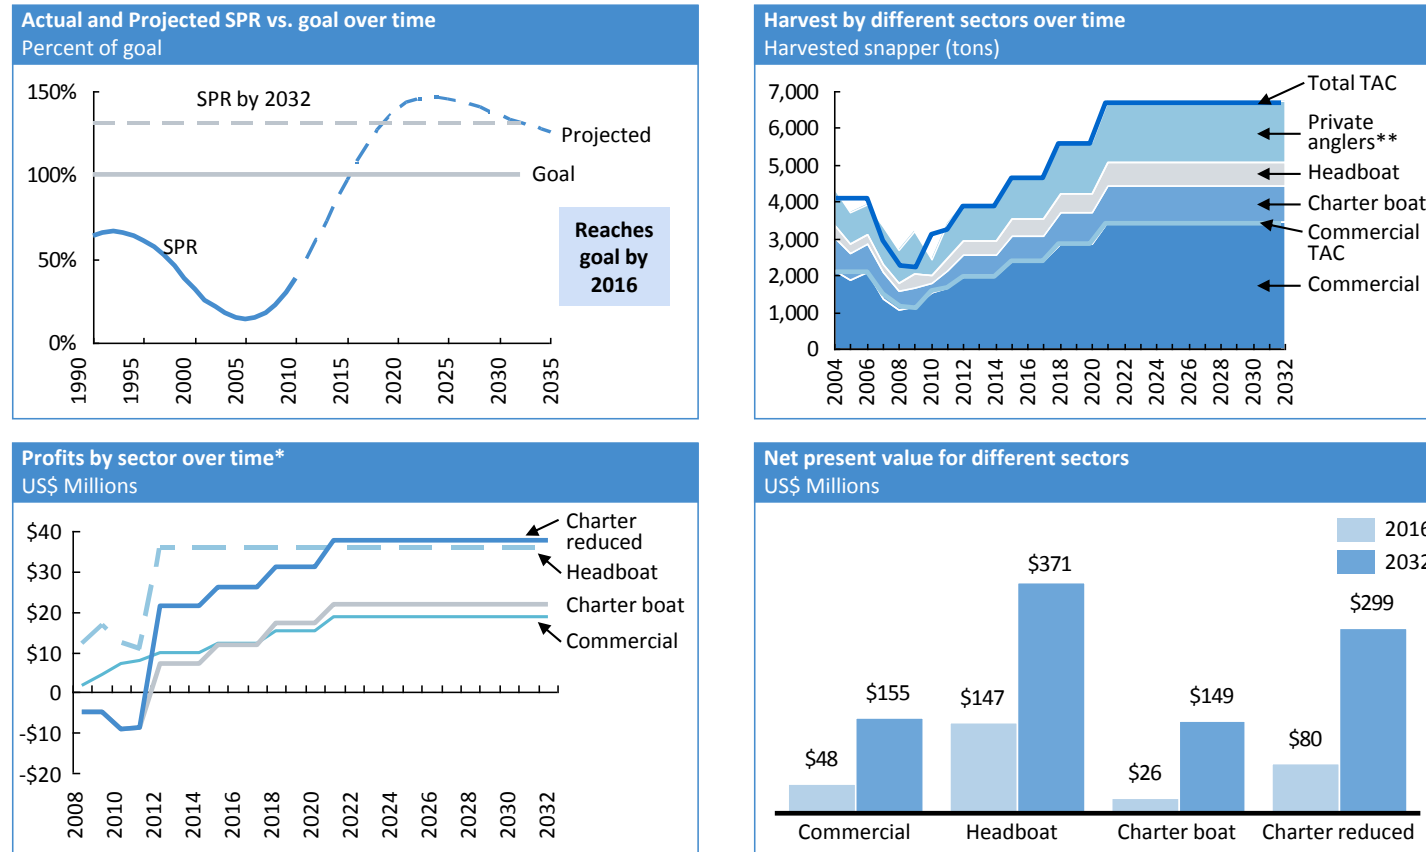 Actual and Projected SPR vs. goal over time
Percent of goal
150%
100%
50%
0%
SPR by 2032
Projected
Goal
SPR
Reaches
goal by
2016
1990
1995
2000
2005
2010
2015
2020
2025
2030
2035
Harvest by different sectors over time
Harvested snapper (tons)
7,000
6,000
5,000
4,000
3,000
2,000
1,000
0
Total TAC
Private
anglers**
Headboat
Charter boat
Commercial
TAC
Commercial
2004
2006
2008
2010
2012
2014
2016
2018
2020
2022
2024
2026
2028
2030
2032
Profits by sector over time*
US$ Millions
$40
$30
$20
$10
0
-$10
-$20
Charter
reduced
Headboat
Charter boat
Commercial
2008
2010
2012
2014
2016
2018
2020
2022
2024
2026
2028
2030
2032
Net present value for different sectors
US$ Millions
2016
2032
$48
$155
$147
$371
$26
$149
$80
$299
Commercial
Headboat
Charter boat
Charter reduced